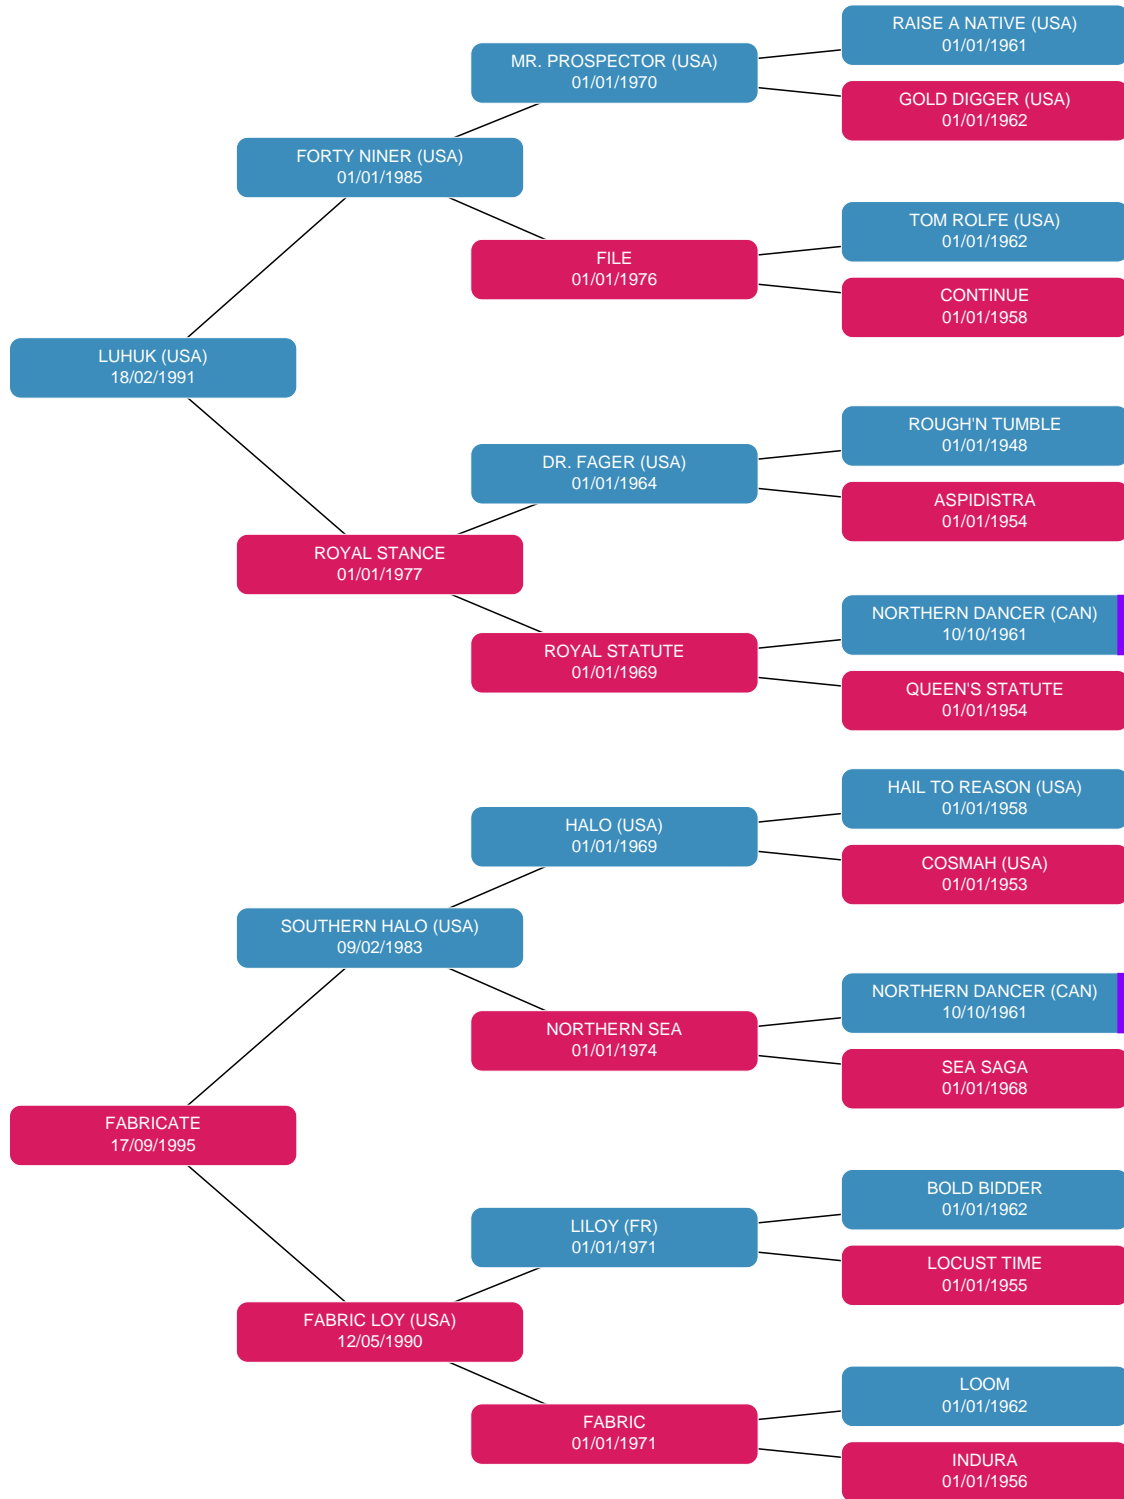 RAISE A NATIVE (USA)
01/01/1961
MR. PROSPECTOR (USA)
01/01/1970
GOLD DIGGER (USA)
01/01/1962
FORTY NINER (USA)
01/01/1985
TOM ROLFE (USA)
01/01/1962
FILE
01/01/1976
CONTINUE
01/01/1958
LUHUK (USA)
18/02/1991
ROUGH'N TUMBLE
01/01/1948
DR. FAGER (USA)
01/01/1964
ASPIDISTRA
01/01/1954
ROYAL STANCE
01/01/1977
NORTHERN DANCER (CAN)
10/10/1961
ROYAL STATUTE
01/01/1969
QUEEN'S STATUTE
01/01/1954
HAIL TO REASON (USA)
01/01/1958
HALO (USA)
01/01/1969
COSMAH (USA)
01/01/1953
SOUTHERN HALO (USA)
09/02/1983
NORTHERN DANCER (CAN)
10/10/1961
NORTHERN SEA
01/01/1974
SEA SAGA
01/01/1968
FABRICATE
17/09/1995
BOLD BIDDER
01/01/1962
LILOY (FR)
01/01/1971
LOCUST TIME
01/01/1955
FABRIC LOY (USA)
12/05/1990
LOOM
01/01/1962
FABRIC
01/01/1971
INDURA
01/01/1956